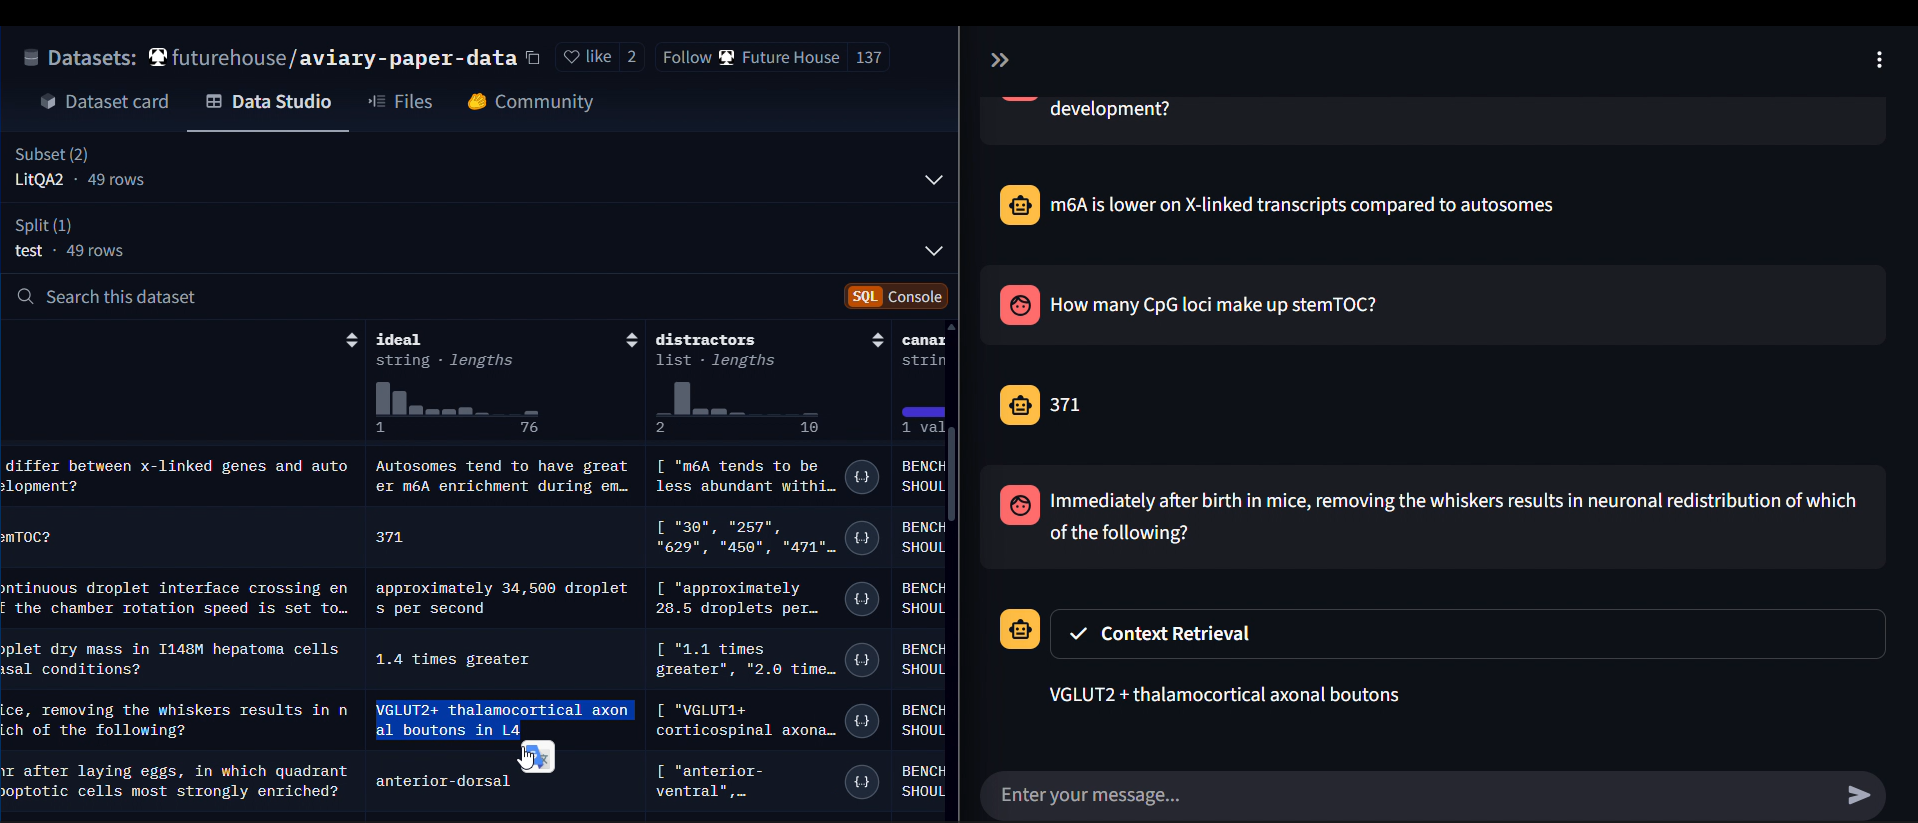 Datasets: futurehouse/aviary-paper-data like 2 Follow Future House 137
Dataset card Data Studio Files Community
Subset (2)
LitQA2 · 49 rows
Split (1)
test · 49 rows
Search this dataset
SQL Console
ideal
string · lengths
1 76
distractors
list · lengths
2 10
canar
strin
1 val
differ between x-linked genes and auto
elopment?
Autosomes tend to have great
er m6A enrichment during em…
[ "m6A tends to be
less abundant withi…
{..}
BENCH
SHOUL
emTOC?
371
[ "30", "257",
"629", "450", "471"…
{..}
BENCH
SHOUL
ontinuous droplet interface crossing en
f the chamber rotation speed is set to…
approximately 34,500 droplet
s per second
[ "approximately
28.5 droplets per…
{..}
BENCH
SHOUL
oplet dry mass in I148M hepatoma cells
asal conditions?
1.4 times greater
[ "1.1 times
greater", "2.0 time…
{..}
BENCH
SHOUL
ice, removing the whiskers results in n
ich of the following?
VGLUT2+ thalamocortical axon
al boutons in L4
[ "VGLUT1+
corticospinal axona…
{..}
BENCH
SHOUL
hr after laying eggs, in which quadrant
poptotic cells most strongly enriched?
anterior-dorsal
[ "anterior-
ventral",…
{..}
BENCH
SHOUL
development?
m6A is lower on X-linked transcripts compared to autosomes
How many CpG loci make up stemTOC?
371
Immediately after birth in mice, removing the whiskers results in neuronal redistribution of which
of the following?
Context Retrieval
VGLUT2 + thalamocortical axonal boutons
Enter your message...